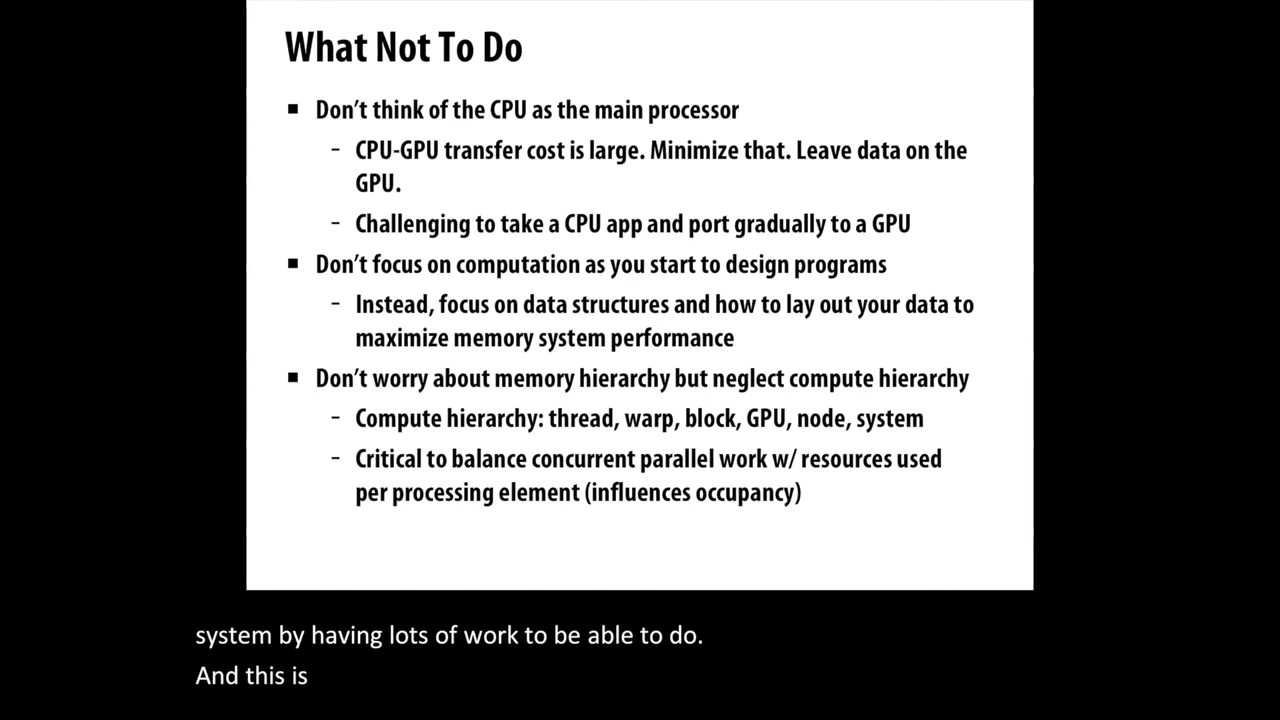 What Not To Do
▪ Don't think of the CPU as the main processor
– CPU-GPU transfer cost is large. Minimize that. Leave data on the
GPU.
– Challenging to take a CPU app and port gradually to a GPU
▪ Don't focus on computation as you start to design programs
– Instead, focus on data structures and how to lay out your data to
maximize memory system performance
▪ Don't worry about memory hierarchy but neglect compute hierarchy
– Compute hierarchy: thread, warp, block, GPU, node, system
– Critical to balance concurrent parallel work w/ resources used
per processing element (influences occupancy)
system by having lots of work to be able to do.
And this is